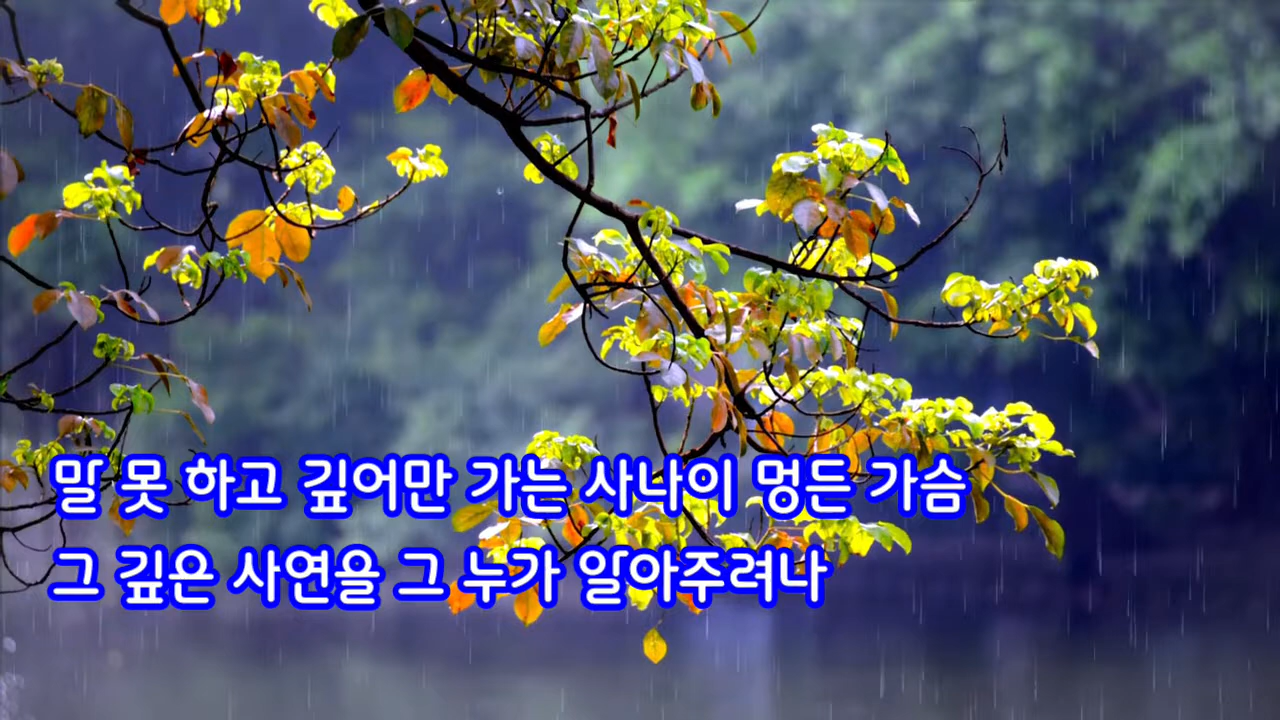 말 못 하고 깊어만 가는 사나이 멍든 가슴
그 깊은 사연을 그 누가 알아주려나